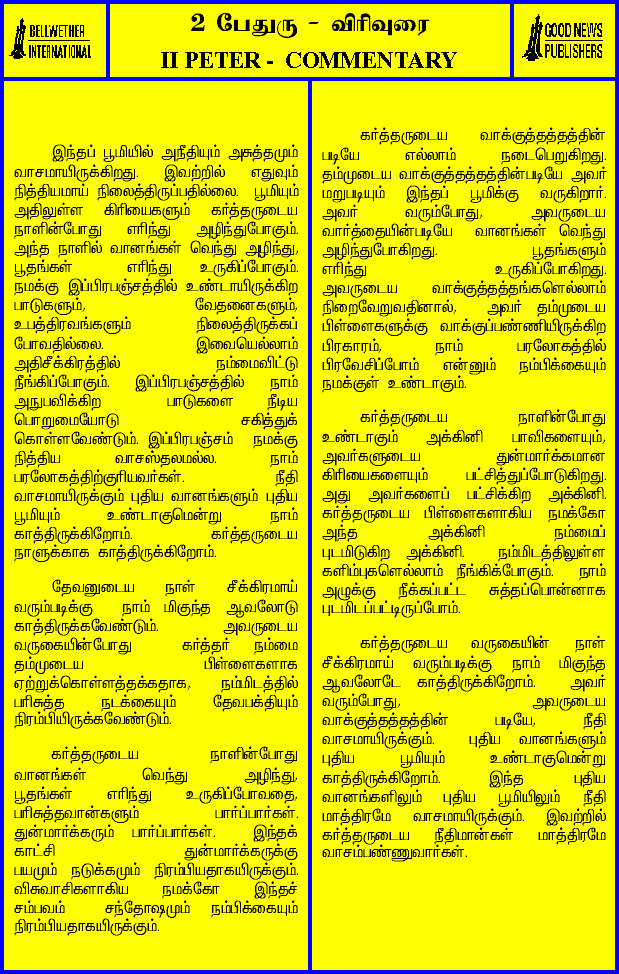 BELLWETHER
INTERNATIONAL
2 பேதுரு - விரிவுரை
II PETER - COMMENTARY
GOOD NEWS
PUBLISHERS
இந்தப் பூமியில் அநீதியும் அசுத்தமும்
வாசமாயிருக்கிறது. இவற்றில் எதுவும்
நித்தியமாய் நிலைத்திருப்பதில்லை. பூமியும்
அதிலுள்ள கிரியைகளும் கர்த்தருடைய
நாளின்போது எரிந்து அழிந்துபோகும்.
அந்த நாளில் வானங்கள் வெந்து அழிந்து,
பூதங்கள் எரிந்து உருகிப்போகும்.
நமக்கு இப்பிரபஞ்சத்தில் உண்டாயிருக்கிற
பாடுகளும், வேதனைகளும்,
உபத்திரவங்களும் நிலைத்திருக்கப்
போவதில்லை. இவையெல்லாம்
அதிசீக்கிரத்தில் நம்மைவிட்டு
நீங்கிப்போகும். இப்பிரபஞ்சத்தில் நாம்
அநுபவிக்கிற பாடுகளை நீடிய
பொறுமையோடு சகித்துக்
கொள்ளவேண்டும். இப்பிரபஞ்சம் நமக்கு
நித்திய வாசஸ்தலமல்ல. நாம்
பரலோகத்திற்குரியவர்கள். நீதி
வாசமாயிருக்கும் புதிய வானங்களும் புதிய
பூமியும் உண்டாகுமென்று நாம்
காத்திருக்கிறோம். கர்த்தருடைய
நாளுக்காக காத்திருக்கிறோம்.
தேவனுடைய நாள் சீக்கிரமாய்
வரும்படிக்கு நாம் மிகுந்த ஆவலோடு
காத்திருக்கவேண்டும். அவருடைய
வருகையின்போது கர்த்தர் நம்மை
தம்முடைய பிள்ளைகளாக
ஏற்றுக்கொள்ளத்தக்கதாக, நம்மிடத்தில்
பரிசுத்த நடக்கையும் தேவபக்தியும்
நிரம்பியிருக்கவேண்டும்.
கர்த்தருடைய நாளின்போது
வானங்கள் வெந்து அழிந்து,
பூதங்கள் எரிந்து உருகிப்போவதை,
பரிசுத்தவான்களும் பார்ப்பார்கள்.
துன்மார்க்கரும் பார்ப்பார்கள். இந்தக்
காட்சி துன்மார்க்கருக்கு
பயமும் நடுக்கமும் நிரம்பியதாகயிருக்கும்.
விசுவாசிகளாகிய நமக்கோ இந்தச்
சம்பவம் சந்தோஷமும் நம்பிக்கையும்
நிரம்பியதாகயிருக்கும்.
கர்த்தருடைய வாக்குத்தத்தத்தின்
படியே எல்லாம் நடைபெறுகிறது.
தம்முடைய வாக்குத்தத்தத்தின்படியே அவர்
மறுபடியும் இந்தப் பூமிக்கு வருகிறார்.
அவர் வரும்போது, அவருடைய
வார்த்தையின்படியே வானங்கள் வெந்து
அழிந்துபோகிறது. பூதங்களும்
எரிந்து உருகிப்போகிறது.
அவருடைய வாக்குத்தத்தங்களெல்லாம்
நிறைவேறுவதினால், அவர் தம்முடைய
பிள்ளைகளுக்கு வாக்குப்பண்ணியிருக்கிற
பிரகாரம், நாம் பரலோகத்தில்
பிரவேசிப்போம் என்னும் நம்பிக்கையும்
நமக்குள் உண்டாகும்.
கர்த்தருடைய நாளின்போது
உண்டாகும் அக்கினி பாவிகளையும்,
அவர்களுடைய துன்மார்க்கமான
கிரியைகளையும் பட்சித்துப்போடுகிறது.
அது அவர்களைப் பட்சிக்கிற அக்கினி.
கர்த்தருடைய பிள்ளைகளாகிய நமக்கோ
அந்த அக்கினி நம்மைப்
புடமிடுகிற அக்கினி. நம்மிடத்திலுள்ள
களிம்புகளெல்லாம் நீங்கிக்போகும். நாம்
அழுக்கு நீக்கப்பட்ட சுத்தப்பொன்னாக
புடமிடப்பட்டிருப்போம்.
கர்த்தருடைய வருகையின் நாள்
சீக்கிரமாய் வரும்படிக்கு நாம் மிகுந்த
ஆவலோடே காத்திருக்கிறோம். அவர்
வரும்போது, அவருடைய
வாக்குத்தத்தத்தின் படியே, நீதி
வாசமாயிருக்கும். புதிய வானங்களும்
புதிய பூமியும் உண்டாகுமென்று
காத்திருக்கிறோம். இந்த புதிய
வானங்களிலும் புதிய பூமியிலும் நீதி
மாத்திரமே வாசமாயிருக்கும். இவற்றில்
கர்த்தருடைய நீதிமான்கள் மாத்திரமே
வாசம்பண்ணுவார்கள்.